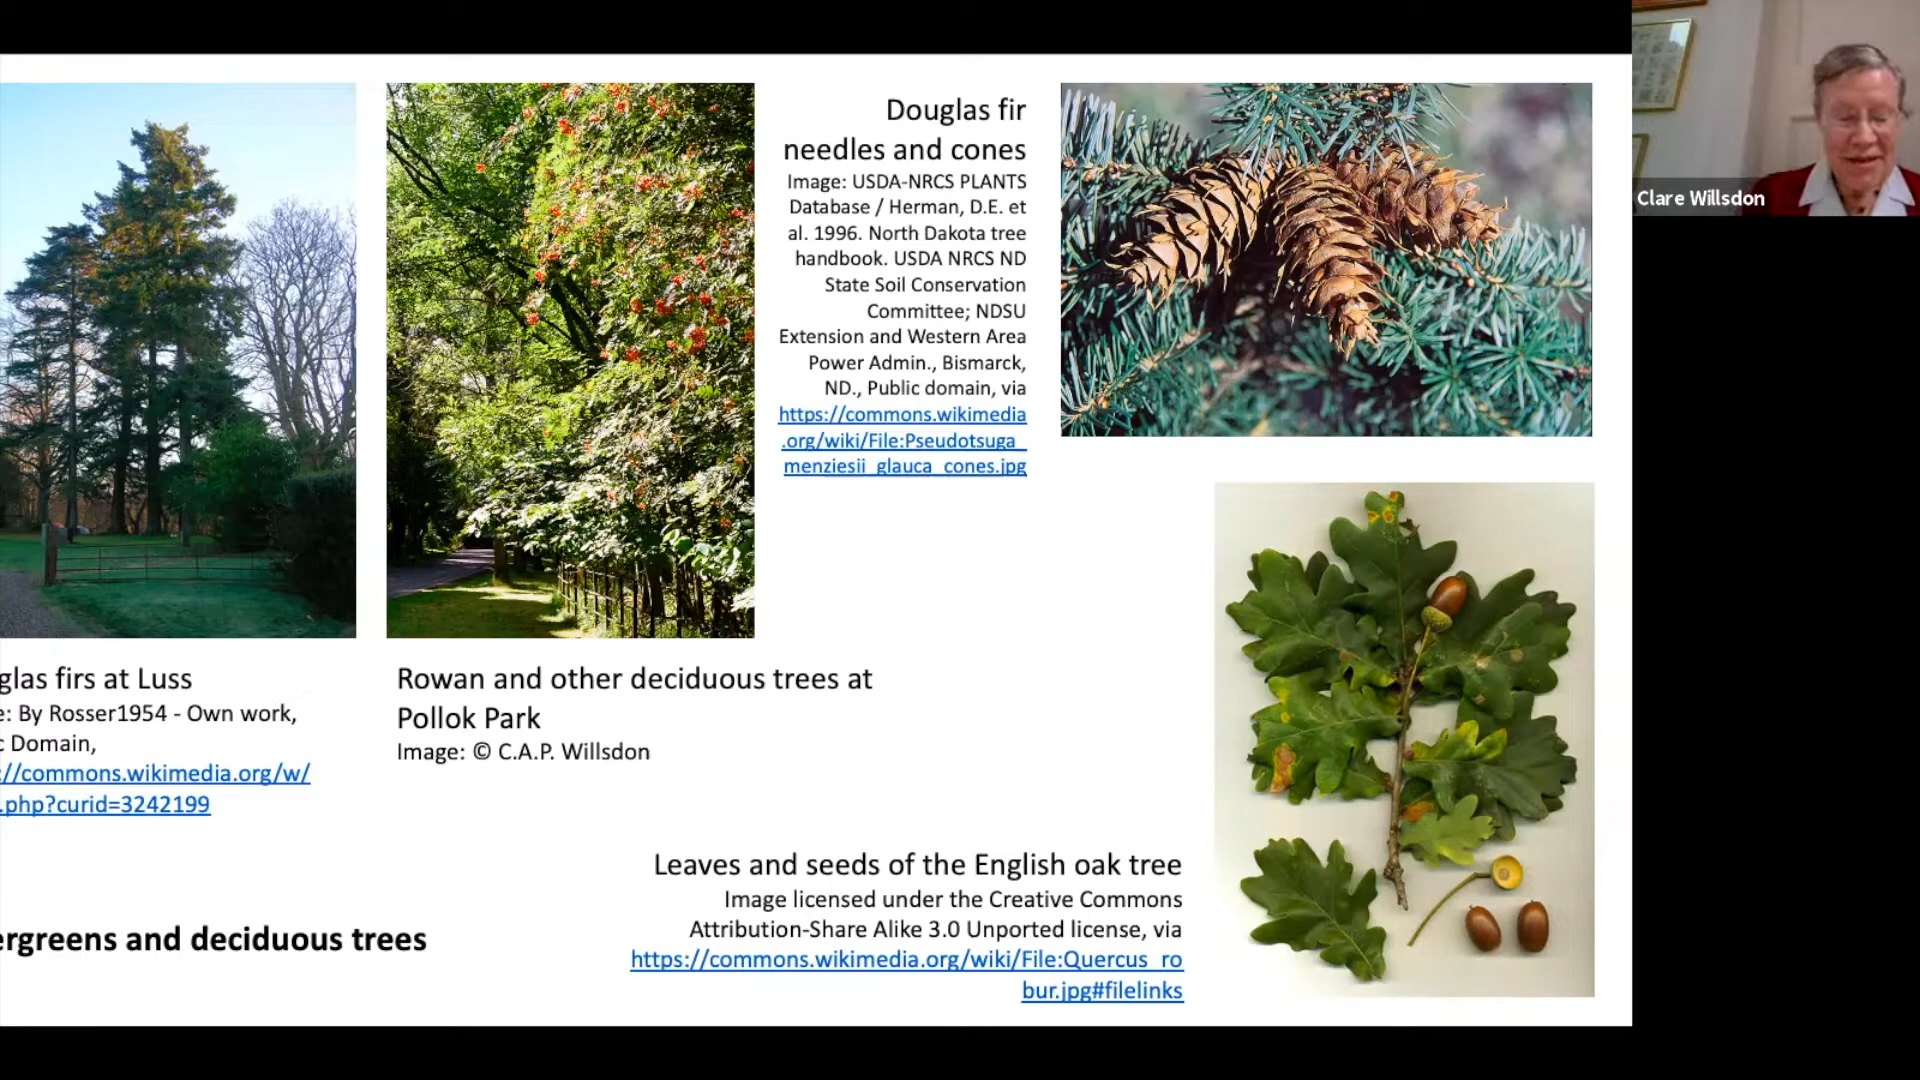 Douglas fir
needles and cones
Image: USDA-NRCS PLANTS
Database / Herman, D.E. et
al. 1996. North Dakota tree
handbook. USDA NRCS ND
State Soil Conservation
Committee; NDSU
Extension and Western Area
Power Admin., Bismarck,
ND., Public domain, via
https://commons.wikimedia
.org/wiki/File:Pseudotsuga_
menziesii_glauca_cones.jpg
Clare Willsdon
glas firs at Luss
e: By Rosser1954 - Own work,
c Domain,
://commons.wikimedia.org/w/
.php?curid=3242199
Rowan and other deciduous trees at
Pollok Park
Image: © C.A.P. Willsdon
Leaves and seeds of the English oak tree
Image licensed under the Creative Commons
Attribution-Share Alike 3.0 Unported license, via
https://commons.wikimedia.org/wiki/File:Quercus_ro
bur.jpg#filelinks
ergreens and deciduous trees